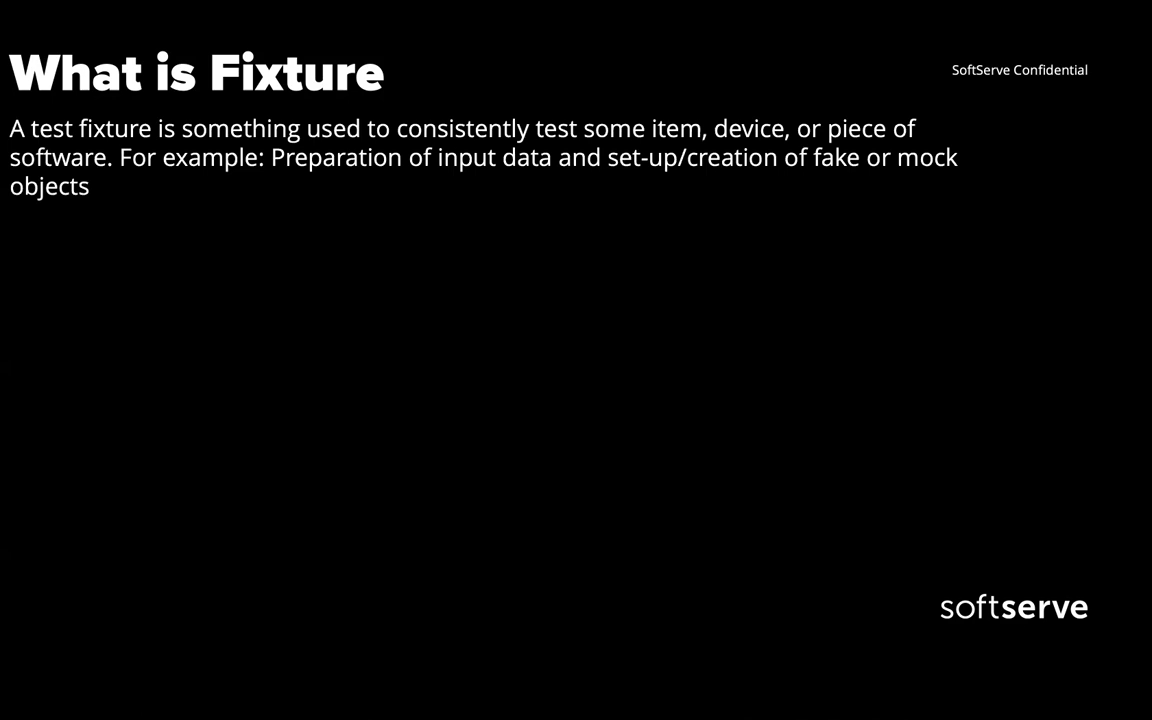 What is Fixture
SoftServe Confidential
A test fixture is something used to consistently test some item, device, or piece of
software. For example: Preparation of input data and set-up/creation of fake or mock
objects
softserve